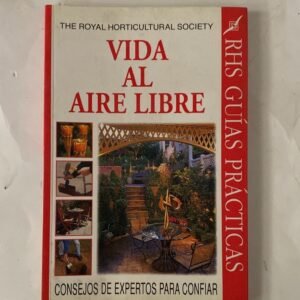 THE ROYAL HORTICULTURAL SOCIETY
VIDA
AL
AIRE LIBRE
CONSEJOS DE EXPERTOS PARA CONFIAR
RHS GUÍAS PRÁCTICAS